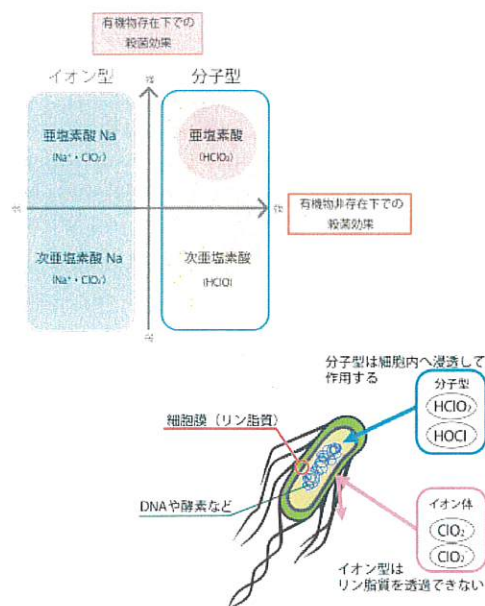 有機物存在下での
殺菌効果
イオン型
分子型
亜塩素酸 Na
(Na⁺・ClO₂⁻)
亜塩素酸
(HClO₂)
強
有機物非存在下での
殺菌効果
次亜塩素酸 Na
(Na⁺・ClO₂⁻)
次亜塩素酸
(HClO)
分子型は細胞内へ浸透して
作用する
分子型
HClO₂
HOCl
細胞膜（リン脂質）
DNAや酵素など
イオン体
ClO₂⁻
ClO₂⁻
イオン型は
リン脂質を透過できない